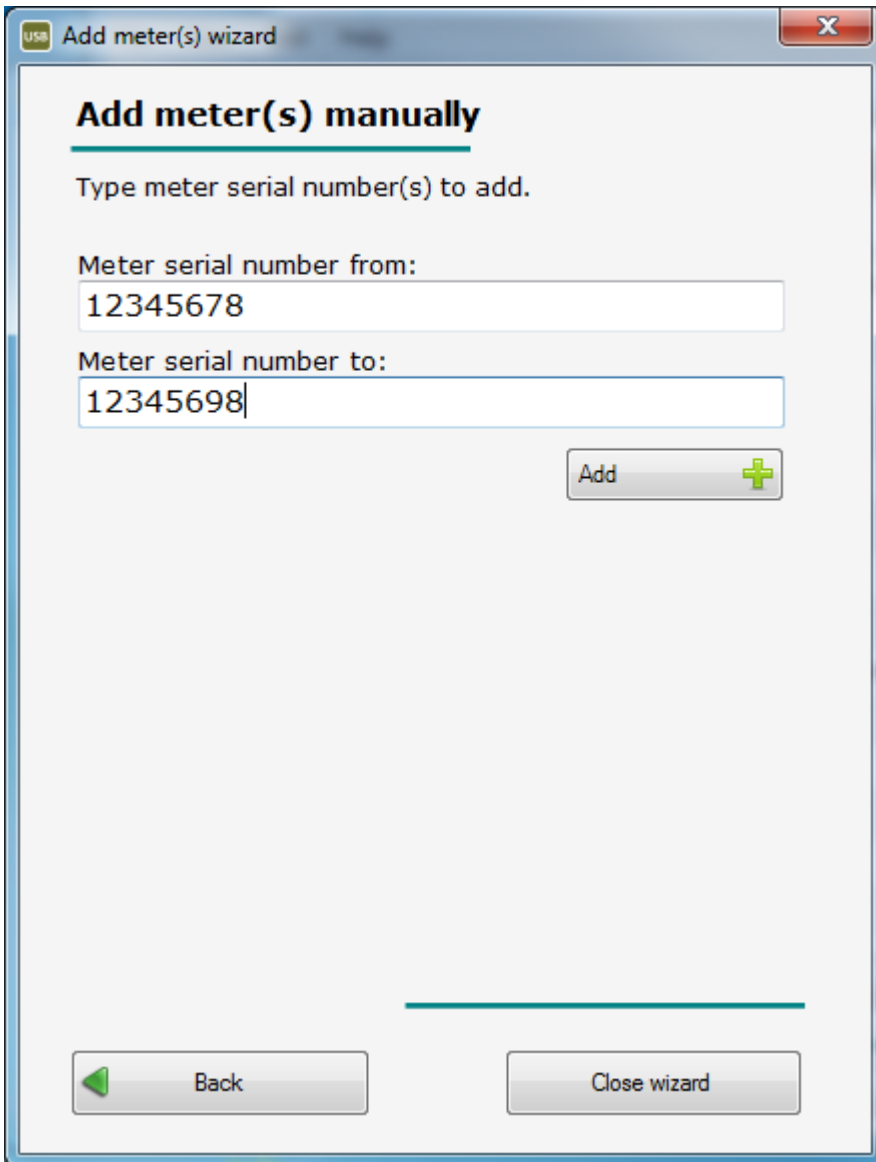 USB Add meter(s) wizard Help
Add meter(s) manually
Type meter serial number(s) to add.
Meter serial number from:
12345678
Meter serial number to:
12345698
Add
Back Close wizard